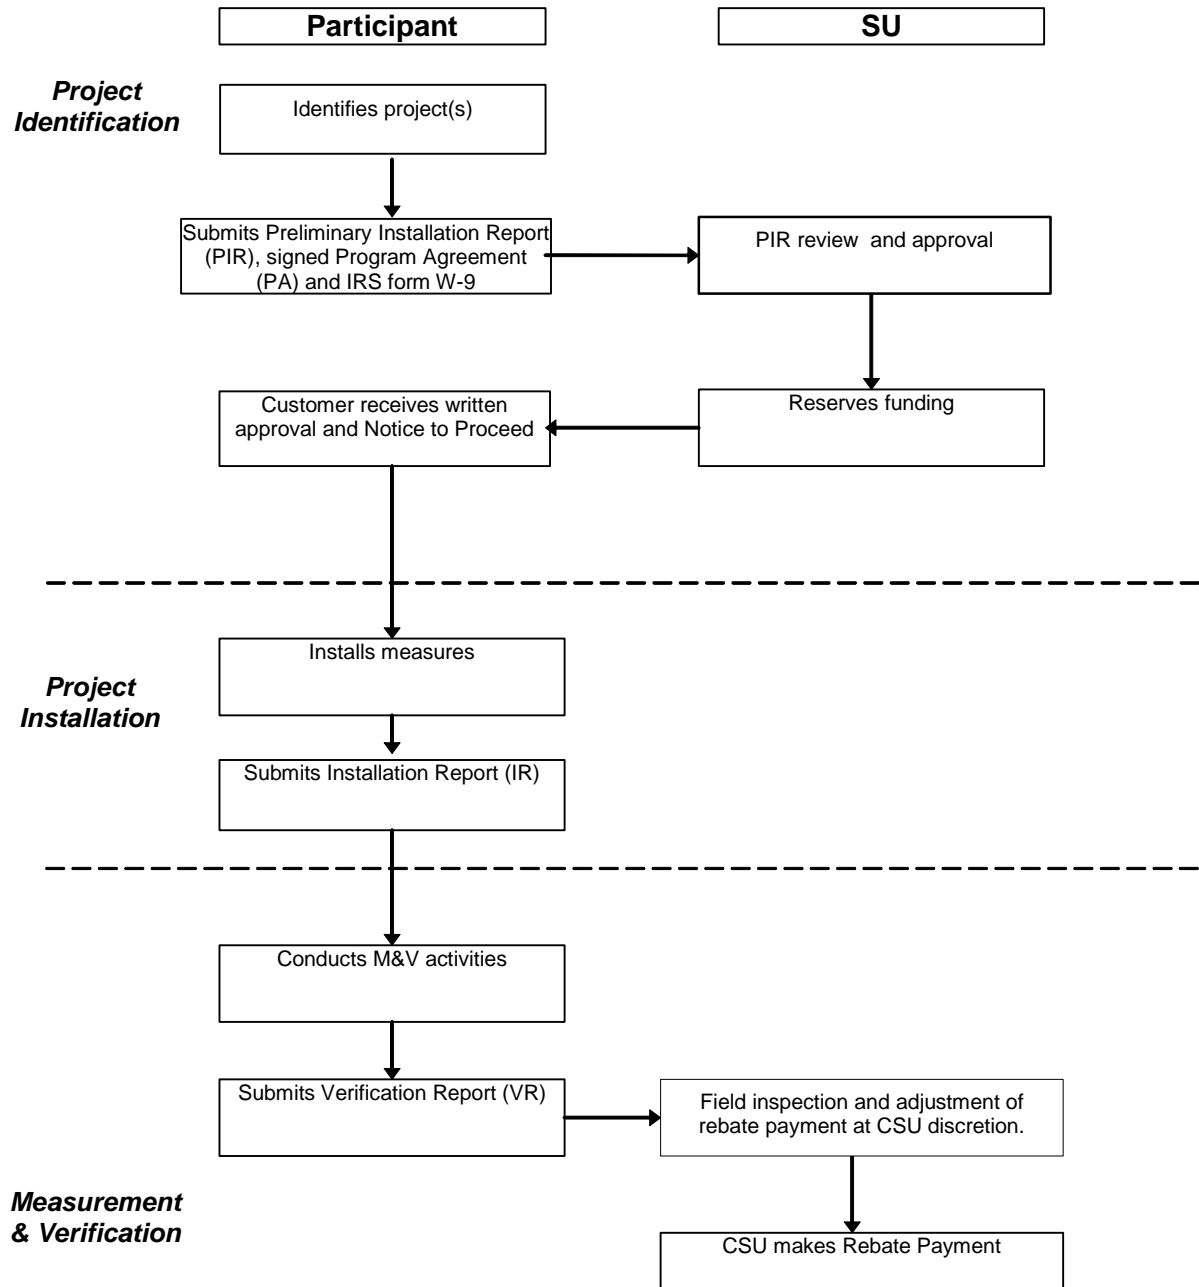 Participant
SU
Project
Identification
Identifies project(s)
Submits Preliminary Installation Report
(PIR), signed Program Agreement
(PA) and IRS form W-9
PIR review and approval
Customer receives written
approval and Notice to Proceed
Reserves funding
Installs measures
Project
Installation
Submits Installation Report (IR)
Conducts M&V activities
Submits Verification Report (VR)
Field inspection and adjustment of
rebate payment at CSU discretion.
Measurement
& Verification
CSU makes Rebate Payment